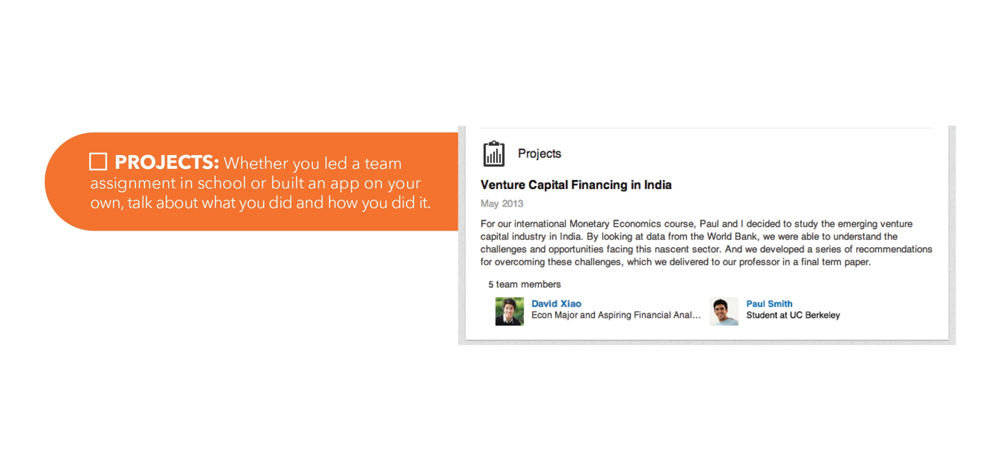 PROJECTS: Whether you led a team
assignment in school or built an app on your
own, talk about what you did and how you did it.
Projects
Venture Capital Financing in India
May 2013
For our international Monetary Economics course, Paul and I decided to study the emerging venture
capital industry in India. By looking at data from the World Bank, we were able to understand the
challenges and opportunities facing this nascent sector. And we developed a series of recommendations
for overcoming these challenges, which we delivered to our professor in a final term paper.
5 team members
David Xiao
Econ Major and Aspiring Financial Anal...
Paul Smith
Student at UC Berkeley